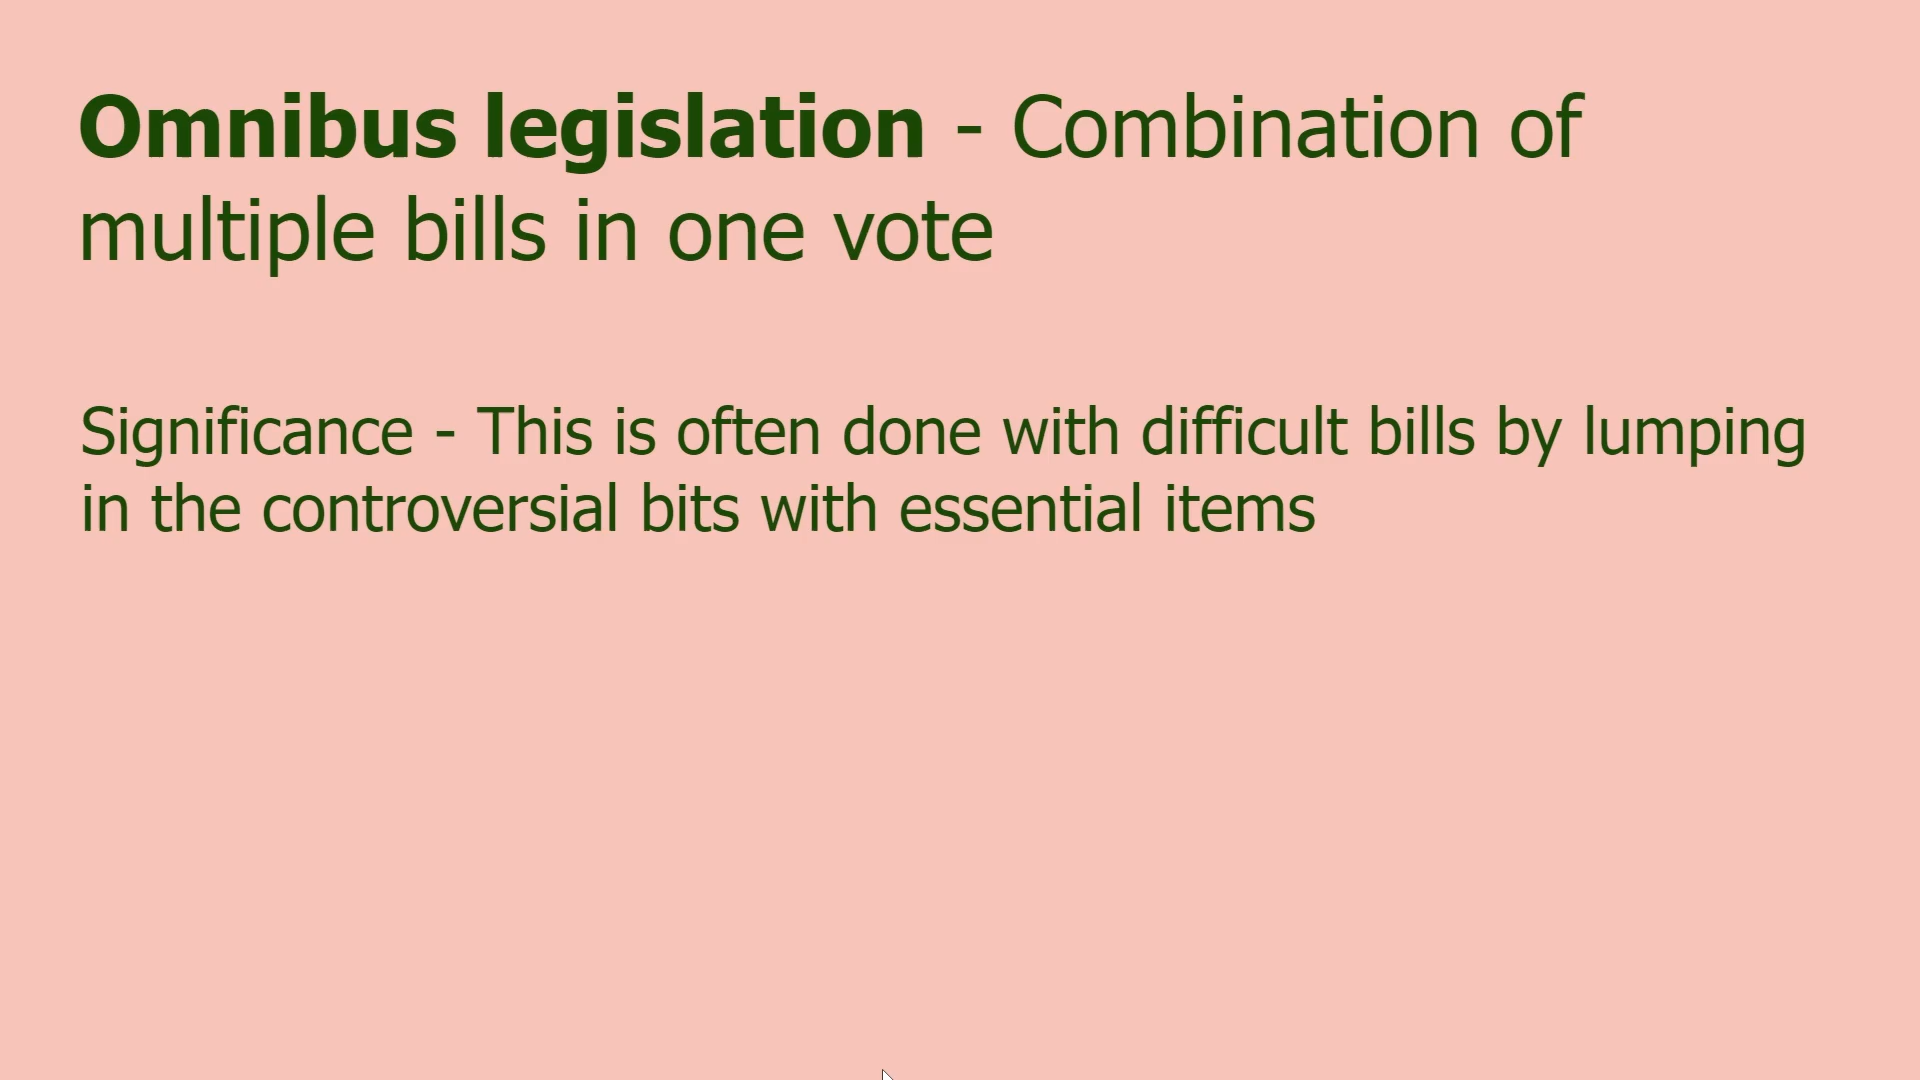 Omnibus legislation - Combination of
multiple bills in one vote
Significance - This is often done with difficult bills by lumping
in the controversial bits with essential items